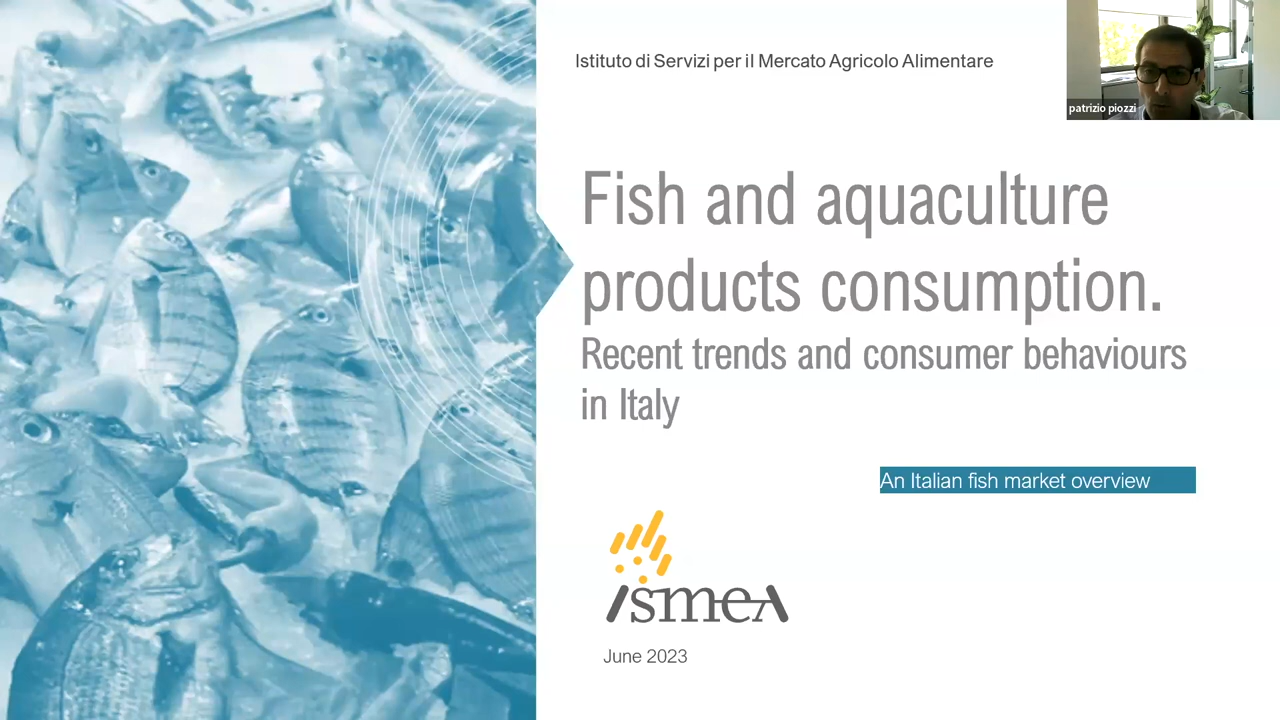 Istituto di Servizi per il Mercato Agricolo Alimentare
patrizio piozzi
Fish and aquaculture
products consumption.
Recent trends and consumer behaviours
in Italy
An Italian fish market overview
ismea
June 2023